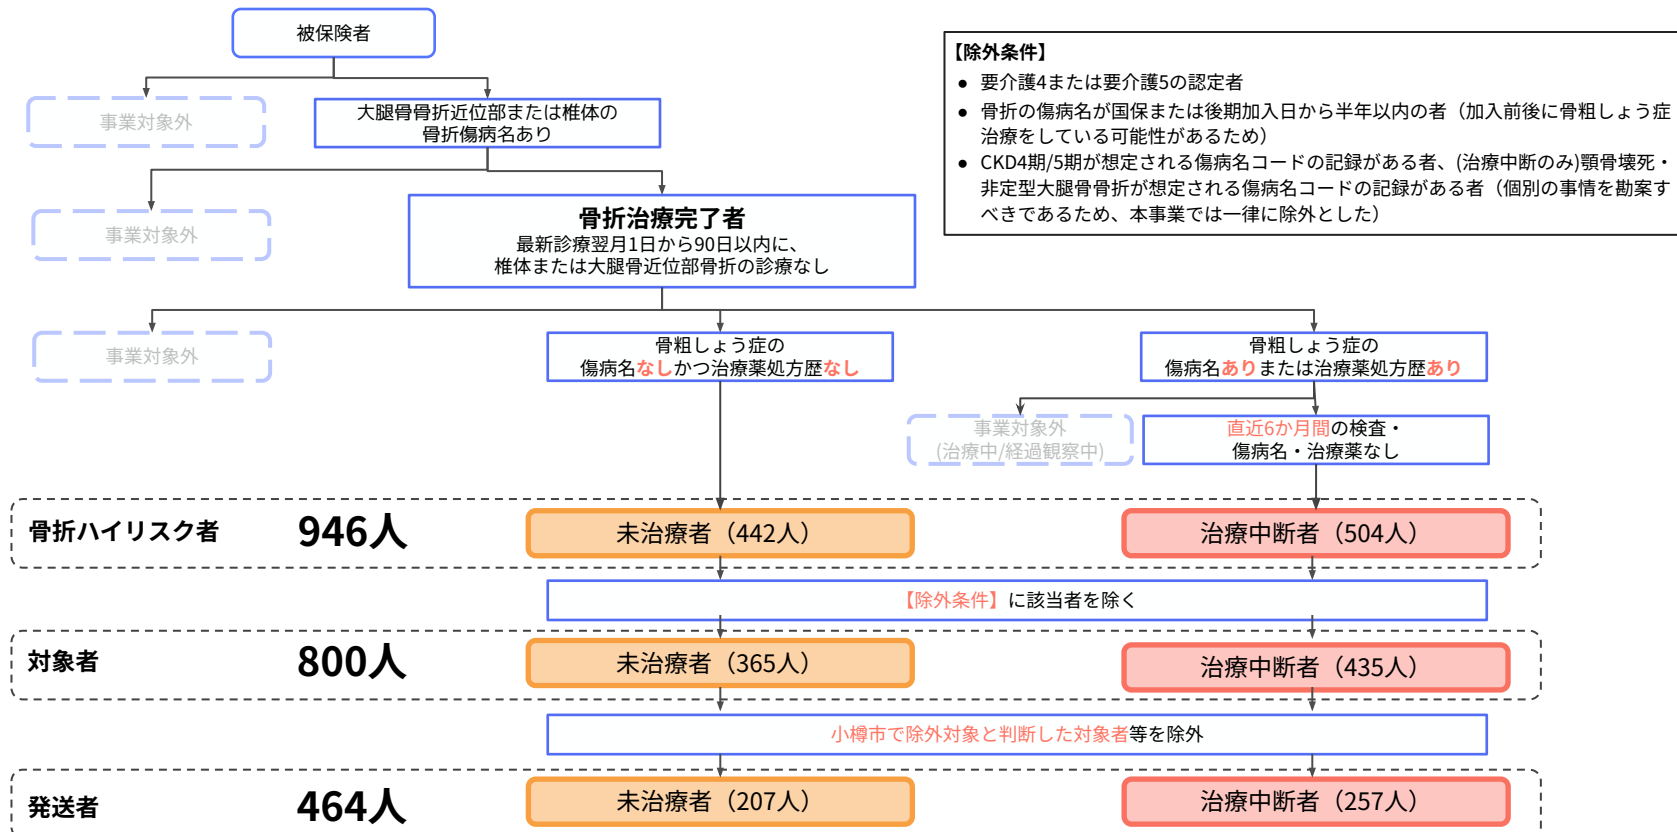 被保険者
事業対象外
大腿骨骨折近位部または椎体の
骨折傷病名あり
【除外条件】
● 要介護4または要介護5の認定者
● 骨折の傷病名が国保または後期加入日から半年以内の者（加入前後に骨粗しょう症
治療をしている可能性があるため）
● CKD4期/5期が想定される傷病名コードの記録がある者、(治療中断のみ)顎骨壊死・
非定型大腿骨骨折が想定される傷病名コードの記録がある者（個別の事情を勘案す
べきであるため、本事業では一律に除外とした）
事業対象外
骨折治療完了者
最新診療翌月1日から90日以内に、
椎体または大腿骨近位部骨折の診療なし
事業対象外
骨粗しょう症の
傷病名なしかつ治療薬処方歴なし
骨粗しょう症の
傷病名ありまたは治療薬処方歴あり
事業対象外
(治療中/経過観察中)
直近6か月間の検査・
傷病名・治療薬なし
骨折ハイリスク者 946人 未治療者（442人） 治療中断者（504人）
【除外条件】に該当者を除く
対象者 800人 未治療者（365人） 治療中断者（435人）
小樽市で除外対象と判断した対象者等を除外
発送者 464人 未治療者（207人） 治療中断者（257人）